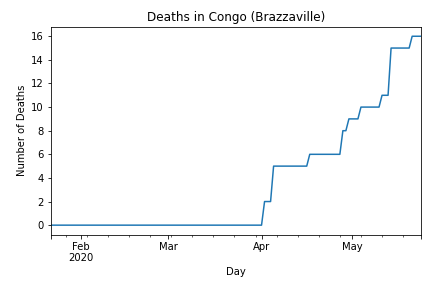 Deaths in Congo (Brazzaville)
16
14
12
10
8
6
4
2
0
Number of Deaths
Feb
2020
Mar
Apr
May
Day